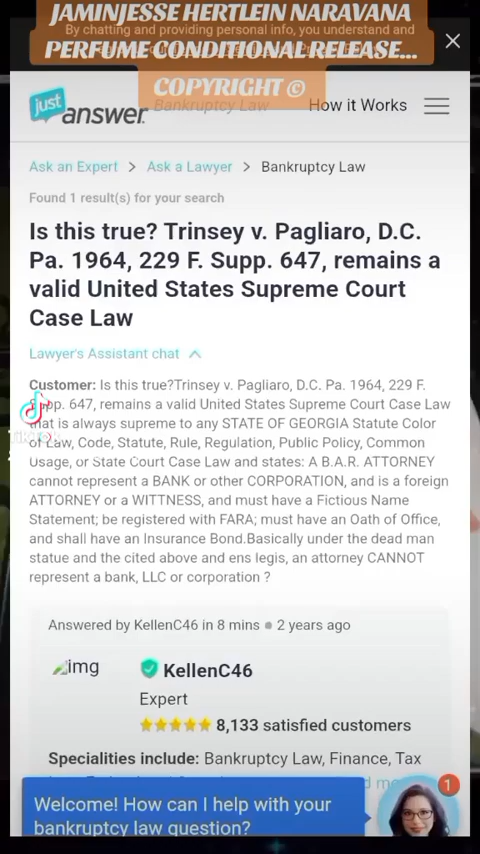 JAMINJESSE HERTLEIN NARAVANA
By chatting and providing personal info, you understand and
PERFUME CONDITIONAL RELEASE...
COPYRIGHT ©
just answer
Bankruptcy Law
How it Works
Ask an Expert > Ask a Lawyer > Bankruptcy Law
Found 1 result(s) for your search
Is this true? Trinsey v. Pagliaro, D.C.
Pa. 1964, 229 F. Supp. 647, remains a
valid United States Supreme Court
Case Law
Lawyer's Assistant chat
Customer: Is this true?Trinsey v. Pagliaro, D.C. Pa. 1964, 229 F.
Supp. 647, remains a valid United States Supreme Court Case Law
that is always supreme to any STATE OF GEORGIA Statute Color
of Law, Code, Statute, Rule, Regulation, Public Policy, Common
Usage, or State Court Case Law and states: A B.A.R. ATTORNEY
cannot represent a BANK or other CORPORATION, and is a foreign
ATTORNEY or a WITNESS, and must have a Fictious Name
Statement; be registered with FARA; must have an Oath of Office,
and shall have an Insurance Bond.Basically under the dead man
statue and the cited above and ens legis, an attorney CANNOT
represent a bank, LLC or corporation ?
TikTok
Answered by KellenC46 in 8 mins • 2 years ago
img
KellenC46
Expert
8,133 satisfied customers
Specialities include: Bankruptcy Law, Finance, Tax
1
Welcome! How can I help with your
bankruptcy law question?